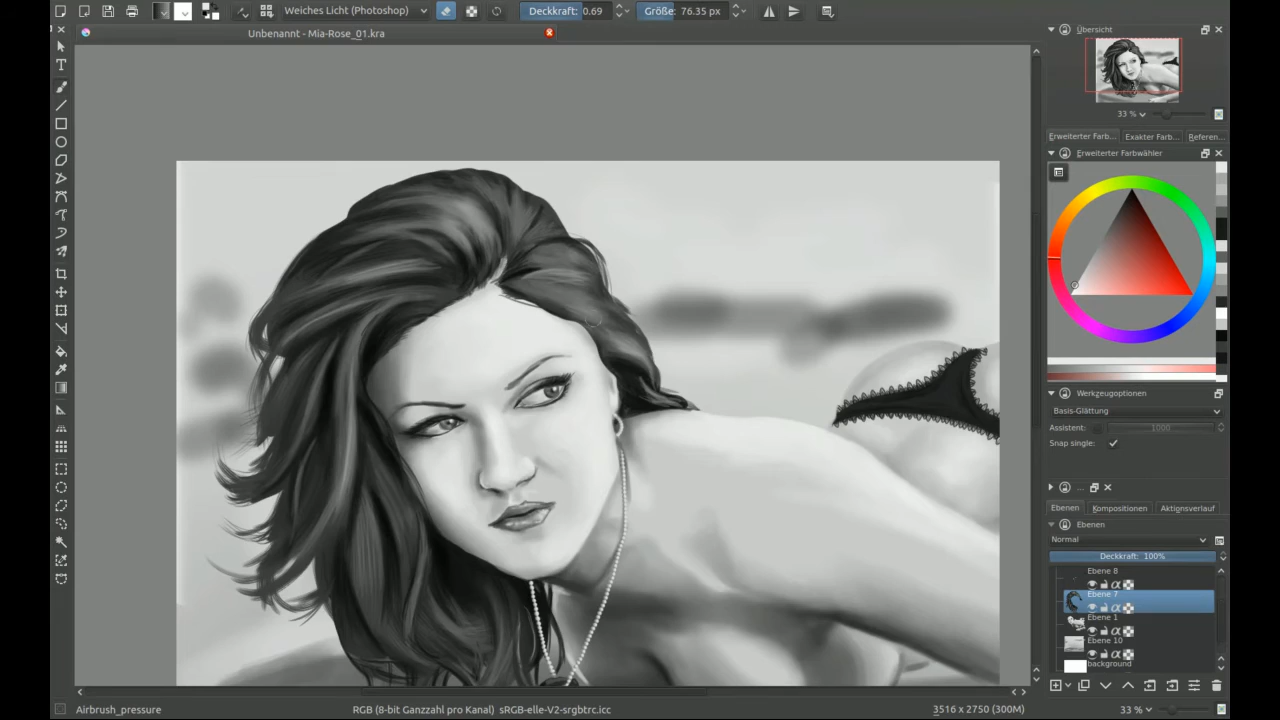 Weiches Licht (Photoshop)
Deckkraft: 0.69
Größe: 76.35 px
Unbenannt - Mia-Rose_01.kra
Übersicht
33 %
Erweiterter Farb...
Exakter Farb...
Referen...
Erweiterter Farbwähler
Werkzeugoptionen
Basis-Glättung
Assistent:
1000
Snap single:
...
Ebenen
Kompositionen
Aktionsverlauf
Ebenen
Normal
Deckkraft: 100%
Ebene 8
Ebene 7
Ebene 1
Ebene 10
background
Airbrush_pressure
RGB (8-bit Ganzzahl pro Kanal) sRGB-elle-V2-srgbtrc.icc
3516 x 2750 (300M)
33 %